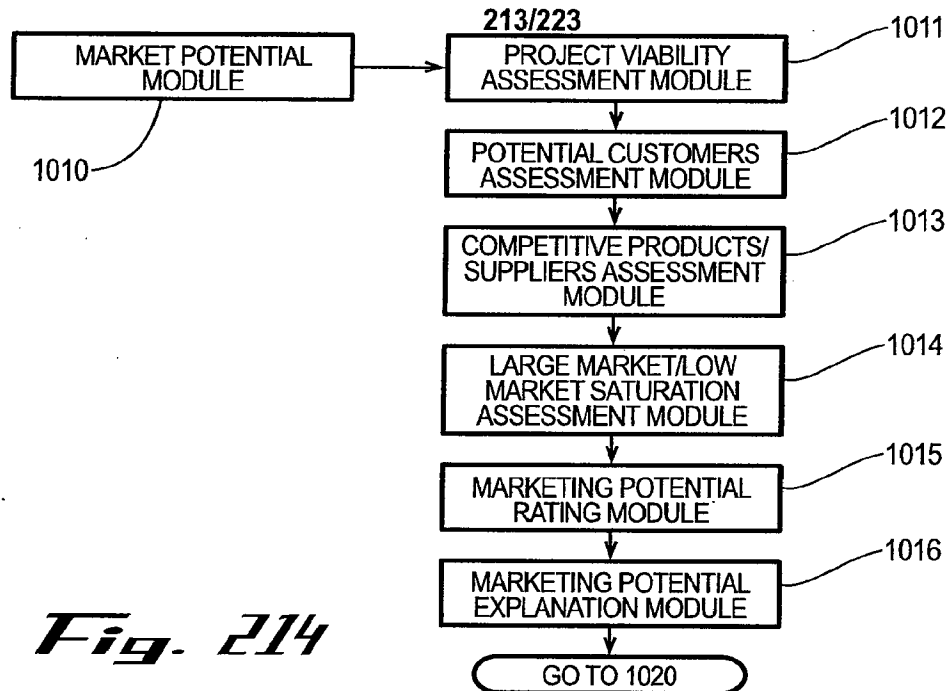 213/223
MARKET POTENTIAL
MODULE
1010
PROJECT VIABILITY
ASSESSMENT MODULE
1011
POTENTIAL CUSTOMERS
ASSESSMENT MODULE
1012
COMPETITIVE PRODUCTS/
SUPPLIERS ASSESSMENT
MODULE
1013
LARGE MARKET/LOW
MARKET SATURATION
ASSESSMENT MODULE
1014
MARKETING POTENTIAL
RATING MODULE
1015
MARKETING POTENTIAL
EXPLANATION MODULE
1016
GO TO 1020
Fig. 214